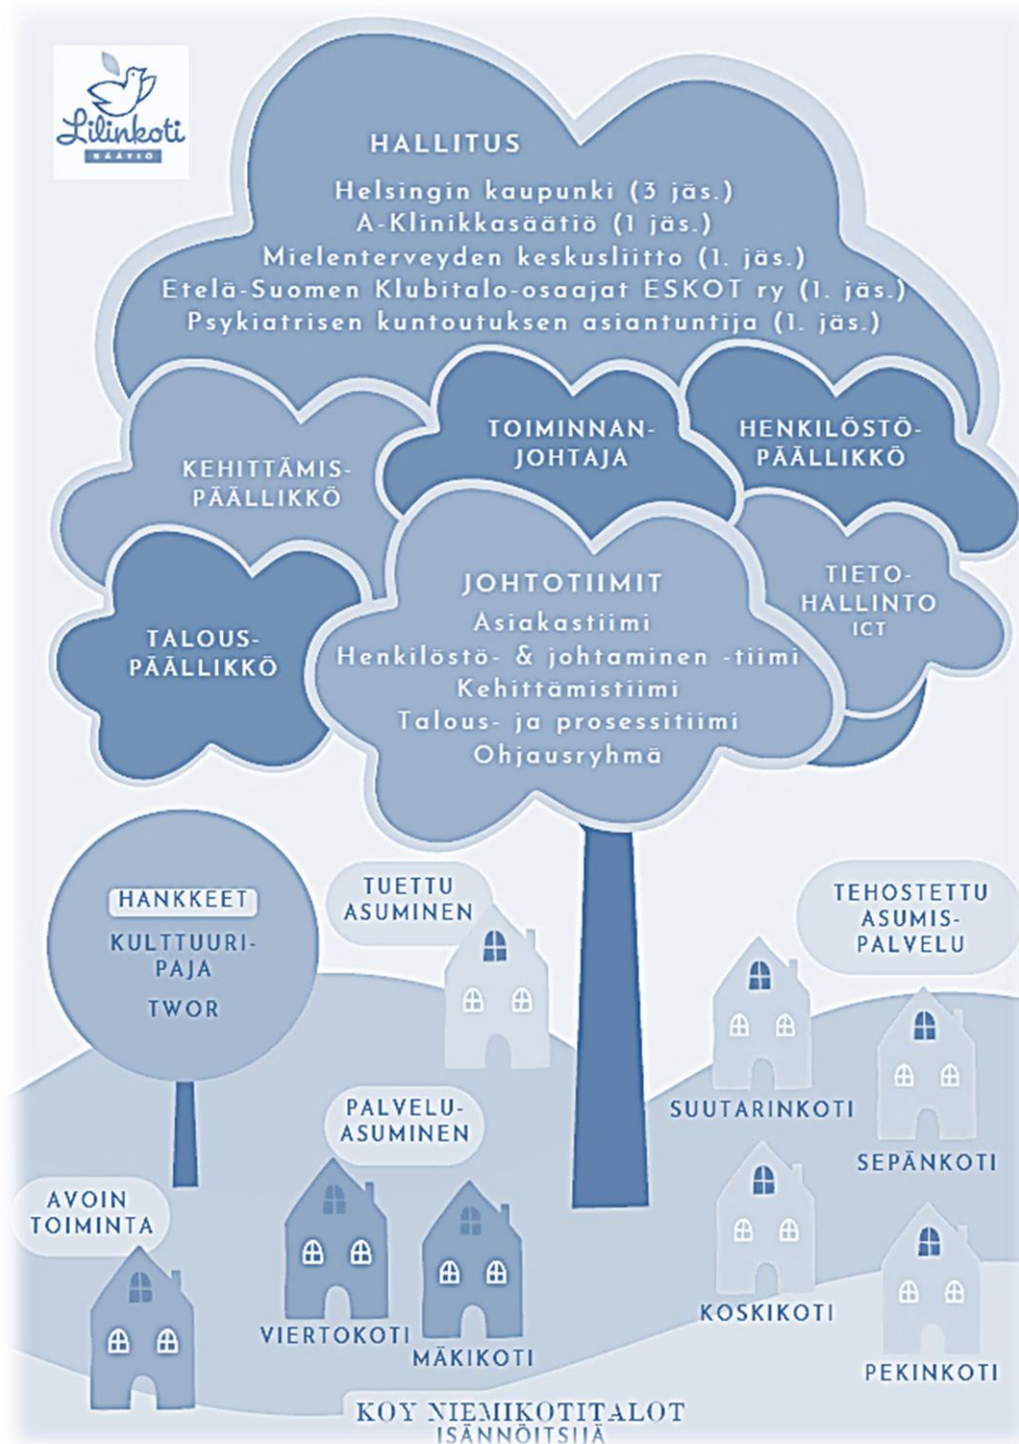 Lilinkoti
SÄÄTIÖ
HALLITUS
Helsingin kaupunki (3 jäs.)
A-Klinikkasäätiö (1 jäs.)
Mielenterveyden keskusliitto (1. jäs.)
Etelä-Suomen Klubitalo-osaajat ESKOT ry (1. jäs.)
Psykiatrisen kuntoutuksen asiantuntija (1. jäs.)
KEHITTÄMIS-
PÄÄLLIKKÖ
TOIMINNAN-
JOHTAJA
HENKILÖSTÖ-
PÄÄLLIKKÖ
TALOUS-
PÄÄLLIKKÖ
JOHTOTIIMIT
Asiakastiimi
Henkilöstö- & johtaminen -tiimi
Kehittämistiimi
Talous- ja prosessitiimi
Ohjausryhmä
TIETO-
HALLINTO
ICT
HANKKEET
KULTTUURI-
PAJA
TWOR
TUETTU
ASUMINEN
TEHOSTETTU
ASUMIS-
PALVELU
SUUTARINKOTI
SEPÄNKOTI
PALVELU-
ASUMINEN
AVOIN
TOIMINTA
VIERTOKOTI
MÄKIKOTI
KOSKIKOTI
PEKINKOTI
KOY NIEMIKOTITALOT
ISÄNNÖITSIJÄ